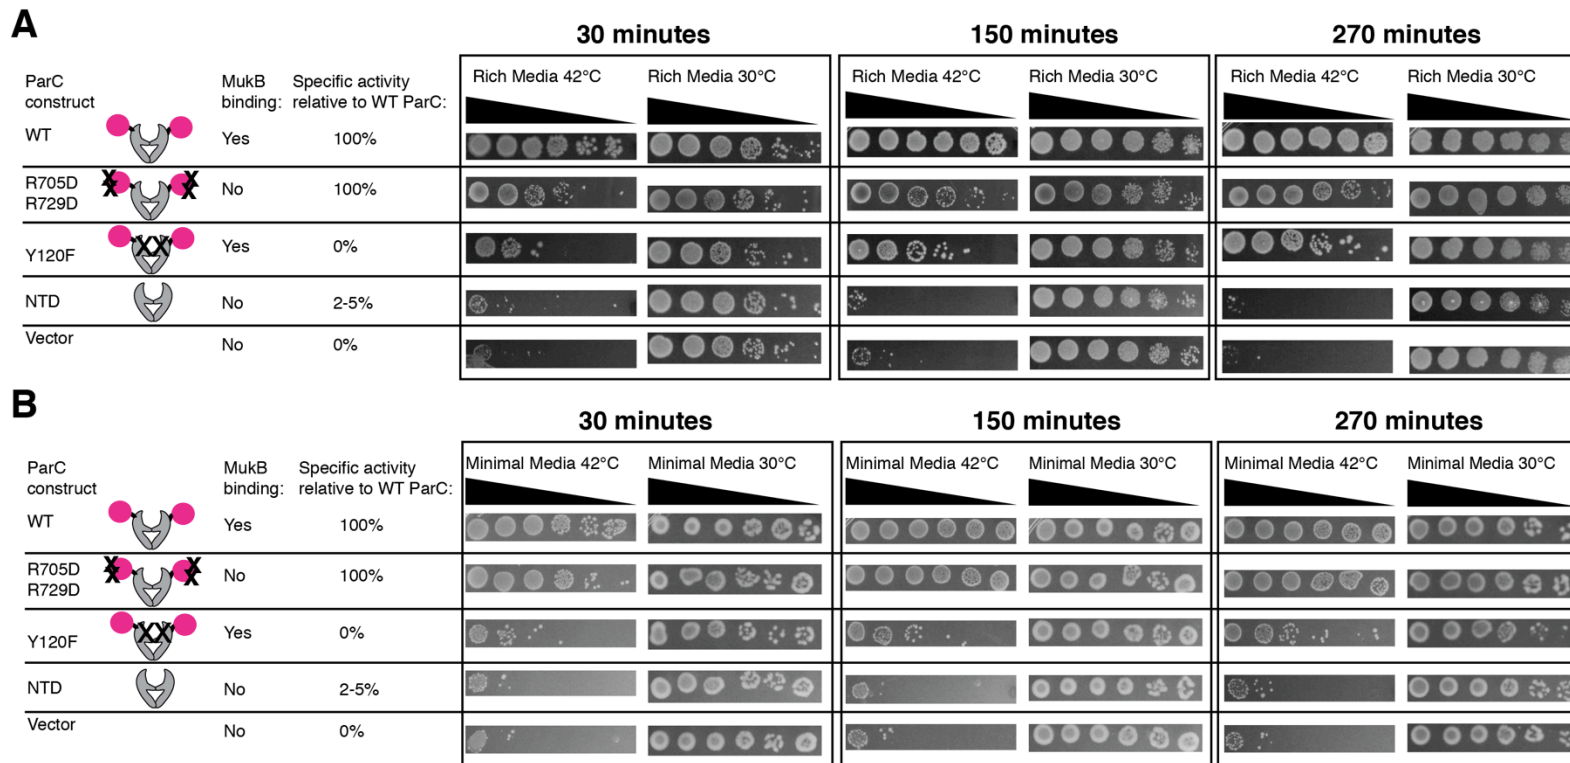 A
30 minutes
150 minutes
270 minutes
ParC construct
MukB binding:
Specific activity relative to WT ParC:
Rich Media 42°C
Rich Media 30°C
Rich Media 42°C
Rich Media 30°C
Rich Media 42°C
Rich Media 30°C
WT
Yes
100%
R705D
R729D
X X X X
No
100%
Y120F
X X
Yes
0%
NTD
No
2-5%
Vector
No
0%
B
30 minutes
150 minutes
270 minutes
ParC construct
MukB binding:
Specific activity relative to WT ParC:
Minimal Media 42°C
Minimal Media 30°C
Minimal Media 42°C
Minimal Media 30°C
Minimal Media 42°C
Minimal Media 30°C
WT
Yes
100%
R705D
R729D
X X X X
No
100%
Y120F
X X
Yes
0%
NTD
No
2-5%
Vector
No
0%